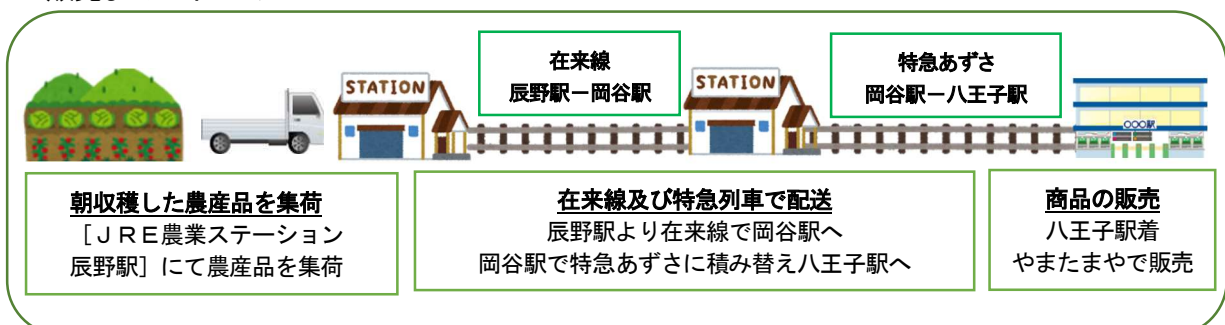 在来線
辰野駅－岡谷駅
特急あずさ
岡谷駅－八王子駅
STATION
STATION
○○○駅
朝収穫した農産品を集荷
［ＪＲＥ農業ステーション
辰野駅］にて農産品を集荷
在来線及び特急列車で配送
辰野駅より在来線で岡谷駅へ
岡谷駅で特急あずさに積み替え八王子駅へ
商品の販売
八王子駅着
やまたまやで販売